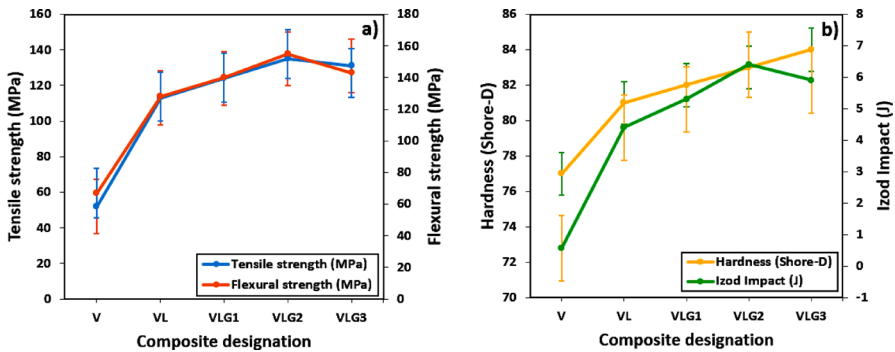 a)
Tensile strength (MPa)
160
140
120
100
80
60
40
20
0
Flexural strength (MPa)
180
160
140
120
100
80
60
40
20
0
Tensile strength (MPa)
Flexural strength (MPa)
V VL VLG1 VLG2 VLG3
Composite designation
b)
Hardness (Shore-D)
86
84
82
80
78
76
74
72
70
Izod Impact (J)
8
7
6
5
4
3
2
1
0
-1
Hardness (Shore-D)
Izod Impact (J)
V VL VLG1 VLG2 VLG3
Composite designation